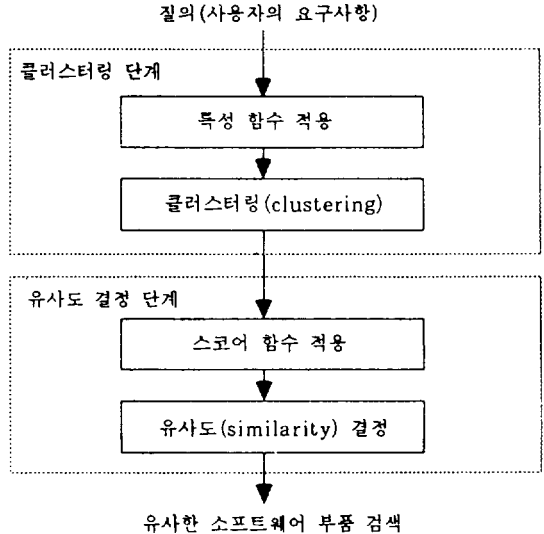 질의(사용자의 요구사항)
클러스터링 단계
특성 함수 적용
클러스터링(clustering)
유사도 결정 단계
스코어 함수 적용
유사도(similarity) 결정
유사한 소프트웨어 부품 검색